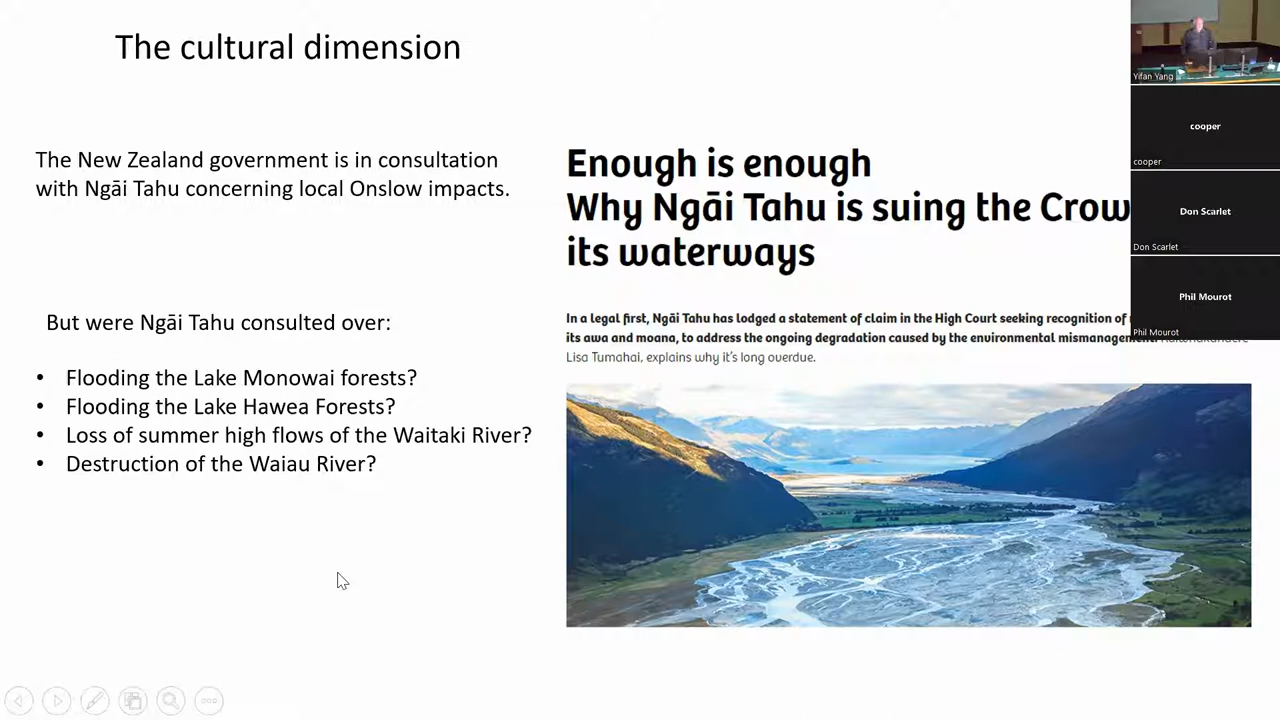 The cultural dimension
The New Zealand government is in consultation
with Ngāi Tahu concerning local Onslow impacts.
But were Ngāi Tahu consulted over:
• Flooding the Lake Monowai forests?
• Flooding the Lake Hawea Forests?
• Loss of summer high flows of the Waitaki River?
• Destruction of the Waiau River?
Enough is enough
Why Ngāi Tahu is suing the Crow
its waterways
In a legal first, Ngāi Tahu has lodged a statement of claim in the High Court seeking recognition of
its awa and moana, to address the ongoing degradation caused by the environmental mismanagement.
Lisa Tumahai, explains why it's long overdue.
Yifan Yang
cooper
cooper
Don Scarlet
Don Scarlet
Phil Mourot
Phil Mourot